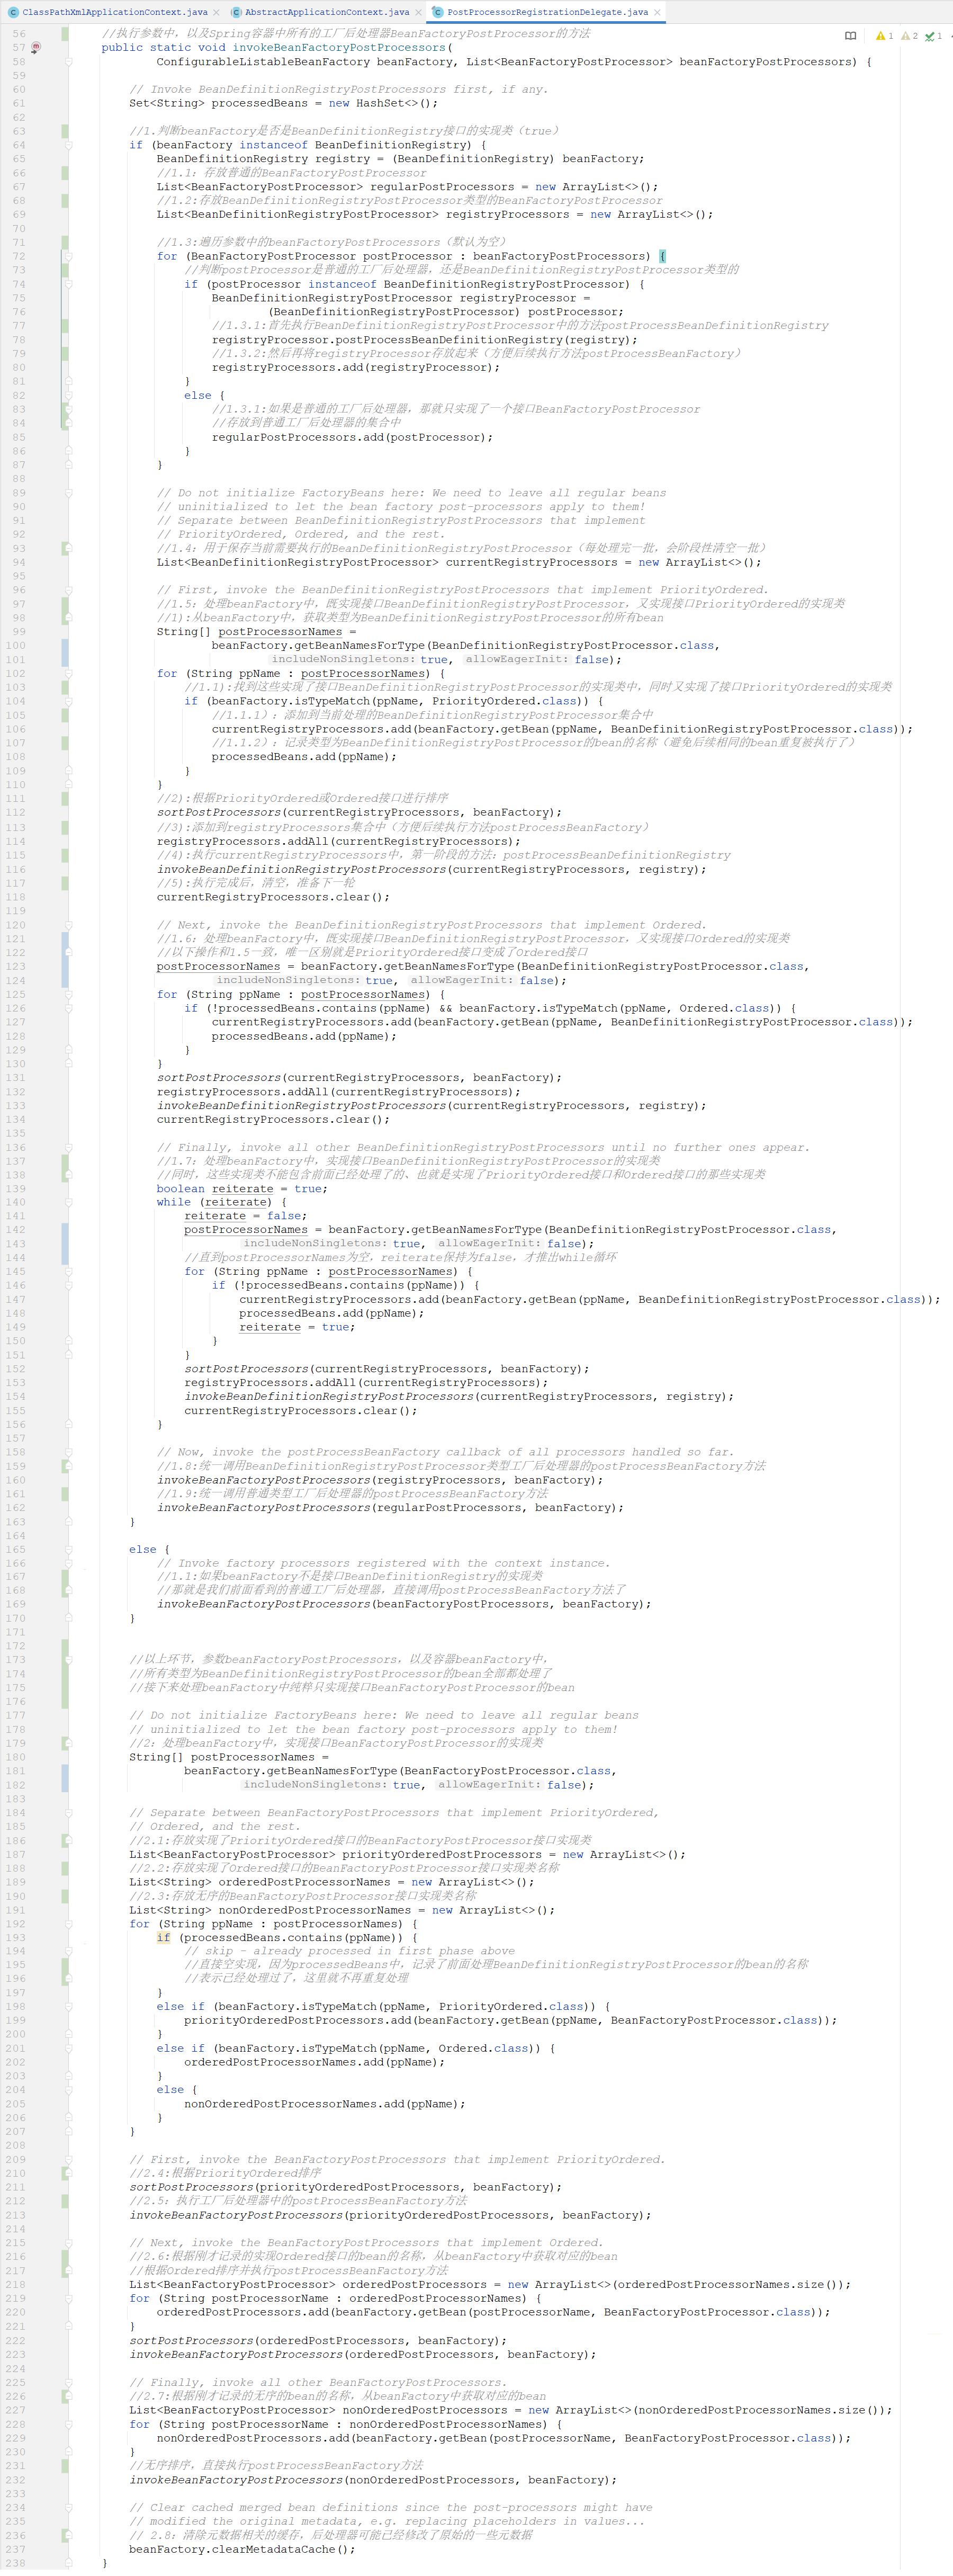 ClassPathXmlApplicationContext.java × AbstractApplicationContext.java × PostProcessorRegistrationDelegate.java ×
56 //执行参数中，以及Spring容器中所有的工厂后处理器BeanFactoryPostProcessor的方法 1 2 1
57 public static void invokeBeanFactoryPostProcessors(
58 ConfigurableListableBeanFactory beanFactory, List<BeanFactoryPostProcessor> beanFactoryPostProcessors) {
59
60 // Invoke BeanDefinitionRegistryPostProcessors first, if any.
61 Set<String> processedBeans = new HashSet<>();
62
63 //1.判断beanFactory是否是BeanDefinitionRegistry接口的实现类（true）
64 if (beanFactory instanceof BeanDefinitionRegistry) {
65 BeanDefinitionRegistry registry = (BeanDefinitionRegistry) beanFactory;
66 //1.1: 存放普通的BeanFactoryPostProcessor
67 List<BeanFactoryPostProcessor> regularPostProcessors = new ArrayList<>();
68 //1.2:存放BeanDefinitionRegistryPostProcessor类型的BeanFactoryPostProcessor
69 List<BeanDefinitionRegistryPostProcessor> registryProcessors = new ArrayList<>();
70
71 //1.3:遍历参数中的beanFactoryPostProcessors（默认为空）
72 for (BeanFactoryPostProcessor postProcessor : beanFactoryPostProcessors) {
73 //判断postProcessor是普通的工厂后处理器，还是BeanDefinitionRegistryPostProcessor类型的
74 if (postProcessor instanceof BeanDefinitionRegistryPostProcessor) {
75 BeanDefinitionRegistryPostProcessor registryProcessor =
76 (BeanDefinitionRegistryPostProcessor) postProcessor;
77 //1.3.1:首先执行BeanDefinitionRegistryPostProcessor中的方法postProcessBeanDefinitionRegistry
78 registryProcessor.postProcessBeanDefinitionRegistry(registry);
79 //1.3.2:然后再将registryProcessor存放起来（方便后续执行方法postProcessBeanFactory）
80 registryProcessors.add(registryProcessor);
81 }
82 else {
83 //1.3.1:如果是普通的工厂后处理器，那就只实现了一个接口BeanFactoryPostProcessor
84 //存放到普通工厂后处理器的集合中
85 regularPostProcessors.add(postProcessor);
86 }
87 }
88
89 // Do not initialize FactoryBeans here: We need to leave all regular beans
90 // uninitialized to let the bean factory post-processors apply to them!
91 // Separate between BeanDefinitionRegistryPostProcessors that implement
92 // PriorityOrdered, Ordered, and the rest.
93 //1.4: 用于保存当前需要执行的BeanDefinitionRegistryPostProcessor（每处理完一批，会阶段性清空一批）
94 List<BeanDefinitionRegistryPostProcessor> currentRegistryProcessors = new ArrayList<>();
95
96 // First, invoke the BeanDefinitionRegistryPostProcessors that implement PriorityOrdered.
97 //1.5: 处理beanFactory中，既实现接口BeanDefinitionRegistryPostProcessor，又实现接口PriorityOrdered的实现类
98 //1):从beanFactory中，获取类型为BeanDefinitionRegistryPostProcessor的所有bean
99 String[] postProcessorNames =
100 beanFactory.getBeanNamesForType(BeanDefinitionRegistryPostProcessor.class,
101 includeNonSingletons: true, allowEagerInit: false);
102 for (String ppName : postProcessorNames) {
103 //1.1):找到这些实现了接口BeanDefinitionRegistryPostProcessor的实现类中，同时又实现了接口PriorityOrdered的实现类
104 if (beanFactory.isTypeMatch(ppName, PriorityOrdered.class)) {
105 //1.1.1）: 添加到当前处理的BeanDefinitionRegistryPostProcessor集合中
106 currentRegistryProcessors.add(beanFactory.getBean(ppName, BeanDefinitionRegistryPostProcessor.class));
107 //1.1.2）: 记录类型为BeanDefinitionRegistryPostProcessor的bean的名称（避免后续相同的bean重复被执行了）
108 processedBeans.add(ppName);
109 }
110 }
111 //2):根据PriorityOrdered或Ordered接口进行排序
112 sortPostProcessors(currentRegistryProcessors, beanFactory);
113 //3):添加到registryProcessors集合中（方便后续执行方法postProcessBeanFactory）
114 registryProcessors.addAll(currentRegistryProcessors);
115 //4):执行currentRegistryProcessors中，第一阶段的方法：postProcessBeanDefinitionRegistry
116 invokeBeanDefinitionRegistryPostProcessors(currentRegistryProcessors, registry);
117 //5):执行完成后，清空，准备下一轮
118 currentRegistryProcessors.clear();
119
120 // Next, invoke the BeanDefinitionRegistryPostProcessors that implement Ordered.
121 //1.6: 处理beanFactory中，既实现接口BeanDefinitionRegistryPostProcessor，又实现接口Ordered的实现类
122 //以下操作和1.5一致，唯一区别就是PriorityOrdered接口变成了Ordered接口
123 postProcessorNames = beanFactory.getBeanNamesForType(BeanDefinitionRegistryPostProcessor.class,
124 includeNonSingletons: true, allowEagerInit: false);
125 for (String ppName : postProcessorNames) {
126 if (!processedBeans.contains(ppName) && beanFactory.isTypeMatch(ppName, Ordered.class)) {
127 currentRegistryProcessors.add(beanFactory.getBean(ppName, BeanDefinitionRegistryPostProcessor.class));
128 processedBeans.add(ppName);
129 }
130 }
131 sortPostProcessors(currentRegistryProcessors, beanFactory);
132 registryProcessors.addAll(currentRegistryProcessors);
133 invokeBeanDefinitionRegistryPostProcessors(currentRegistryProcessors, registry);
134 currentRegistryProcessors.clear();
135
136 // Finally, invoke all other BeanDefinitionRegistryPostProcessors until no further ones appear.
137 //1.7: 处理beanFactory中，实现接口BeanDefinitionRegistryPostProcessor的实现类
138 //同时，这些实现类不能包含前面已经处理了的、也就是实现了PriorityOrdered接口和Ordered接口的那些实现类
139 boolean reiterate = true;
140 while (reiterate) {
141 reiterate = false;
142 postProcessorNames = beanFactory.getBeanNamesForType(BeanDefinitionRegistryPostProcessor.class,
143 includeNonSingletons: true, allowEagerInit: false);
144 //直到postProcessorNames为空，reiterate保持为false，才推出while循环
145 for (String ppName : postProcessorNames) {
146 if (!processedBeans.contains(ppName)) {
147 currentRegistryProcessors.add(beanFactory.getBean(ppName, BeanDefinitionRegistryPostProcessor.class));
148 processedBeans.add(ppName);
149 reiterate = true;
150 }
151 }
152 sortPostProcessors(currentRegistryProcessors, beanFactory);
153 registryProcessors.addAll(currentRegistryProcessors);
154 invokeBeanDefinitionRegistryPostProcessors(currentRegistryProcessors, registry);
155 currentRegistryProcessors.clear();
156 }
157
158 // Now, invoke the postProcessBeanFactory callback of all processors handled so far.
159 //1.8:统一调用BeanDefinitionRegistryPostProcessor类型工厂后处理器的postProcessBeanFactory方法
160 invokeBeanFactoryPostProcessors(registryProcessors, beanFactory);
161 //1.9:统一调用普通类型工厂后处理器的postProcessBeanFactory方法
162 invokeBeanFactoryPostProcessors(regularPostProcessors, beanFactory);
163 }
164
165 else {
166 // Invoke factory processors registered with the context instance.
167 //1.1:如果beanFactory不是接口BeanDefinitionRegistry的实现类
168 //那就是我们前面看到的普通工厂后处理器，直接调用postProcessBeanFactory方法了
169 invokeBeanFactoryPostProcessors(beanFactoryPostProcessors, beanFactory);
170 }
171
172
173 //以上环节，参数beanFactoryPostProcessors，以及容器beanFactory中，
174 //所有类型为BeanDefinitionRegistryPostProcessor的bean全部都处理了
175 //接下来处理beanFactory中纯粹只实现接口BeanFactoryPostProcessor的bean
176
177 // Do not initialize FactoryBeans here: We need to leave all regular beans
178 // uninitialized to let the bean factory post-processors apply to them!
179 //2: 处理beanFactory中，实现接口BeanFactoryPostProcessor的实现类
180 String[] postProcessorNames =
181 beanFactory.getBeanNamesForType(BeanFactoryPostProcessor.class,
182 includeNonSingletons: true, allowEagerInit: false);
183
184 // Separate between BeanFactoryPostProcessors that implement PriorityOrdered,
185 // Ordered, and the rest.
186 //2.1:存放实现了PriorityOrdered接口的BeanFactoryPostProcessor接口实现类
187 List<BeanFactoryPostProcessor> priorityOrderedPostProcessors = new ArrayList<>();
188 //2.2:存放实现了Ordered接口的BeanFactoryPostProcessor接口实现类名称
189 List<String> orderedPostProcessorNames = new ArrayList<>();
190 //2.3:存放无序的BeanFactoryPostProcessor接口实现类名称
191 List<String> nonOrderedPostProcessorNames = new ArrayList<>();
192 for (String ppName : postProcessorNames) {
193 if (processedBeans.contains(ppName)) {
194 // skip - already processed in first phase above
195 //直接空实现，因为processedBeans中，记录了前面处理BeanDefinitionRegistryPostProcessor的bean的名称
196 //表示已经处理过了，这里就不再重复处理
197 }
198 else if (beanFactory.isTypeMatch(ppName, PriorityOrdered.class)) {
199 priorityOrderedPostProcessors.add(beanFactory.getBean(ppName, BeanFactoryPostProcessor.class));
200 }
201 else if (beanFactory.isTypeMatch(ppName, Ordered.class)) {
202 orderedPostProcessorNames.add(ppName);
203 }
204 else {
205 nonOrderedPostProcessorNames.add(ppName);
206 }
207 }
208
209 // First, invoke the BeanFactoryPostProcessors that implement PriorityOrdered.
210 //2.4:根据PriorityOrdered排序
211 sortPostProcessors(priorityOrderedPostProcessors, beanFactory);
212 //2.5: 执行工厂后处理器中的postProcessBeanFactory方法
213 invokeBeanFactoryPostProcessors(priorityOrderedPostProcessors, beanFactory);
214
215 // Next, invoke the BeanFactoryPostProcessors that implement Ordered.
216 //2.6:根据刚才记录的实现Ordered接口的bean的名称，从beanFactory中获取对应的bean
217 //根据Ordered排序并执行postProcessBeanFactory方法
218 List<BeanFactoryPostProcessor> orderedPostProcessors = new ArrayList<>(orderedPostProcessorNames.size());
219 for (String postProcessorName : orderedPostProcessorNames) {
220 orderedPostProcessors.add(beanFactory.getBean(postProcessorName, BeanFactoryPostProcessor.class));
221 }
222 sortPostProcessors(orderedPostProcessors, beanFactory);
223 invokeBeanFactoryPostProcessors(orderedPostProcessors, beanFactory);
224
225 // Finally, invoke all other BeanFactoryPostProcessors.
226 //2.7:根据刚才记录的无序的bean的名称，从beanFactory中获取对应的bean
227 List<BeanFactoryPostProcessor> nonOrderedPostProcessors = new ArrayList<>(nonOrderedPostProcessorNames.size());
228 for (String postProcessorName : nonOrderedPostProcessorNames) {
229 nonOrderedPostProcessors.add(beanFactory.getBean(postProcessorName, BeanFactoryPostProcessor.class));
230 }
231 //无序排序，直接执行postProcessBeanFactory方法
232 invokeBeanFactoryPostProcessors(nonOrderedPostProcessors, beanFactory);
233
234 // Clear cached merged bean definitions since the post-processors might have
235 // modified the original metadata, e.g. replacing placeholders in values...
236 // 2.8: 清除元数据相关的缓存，后处理器可能已经修改了原始的一些元数据
237 beanFactory.clearMetadataCache();
238 }